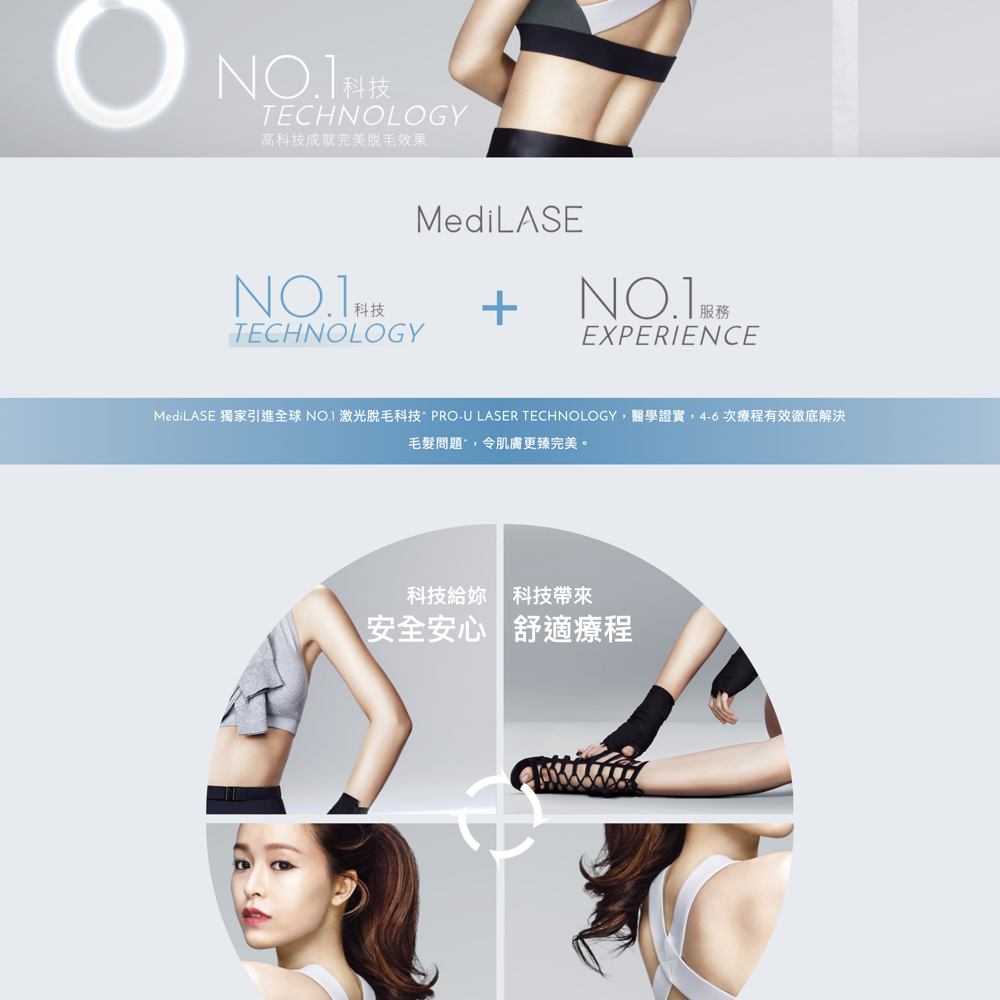 NO.1科技
TECHNOLOGY
高科技成就完美脱毛效果
MediLASE
NO.1科技
TECHNOLOGY
+
NO.1服務
EXPERIENCE
MediLASE 獨家引進全球 NO.1 激光脫毛科技^ PRO-U LASER TECHNOLOGY，醫學證實，4-6 次療程有效徹底解決
毛髮問題^，令肌膚更臻完美。
科技給妳
安全安心
科技帶來
舒適療程